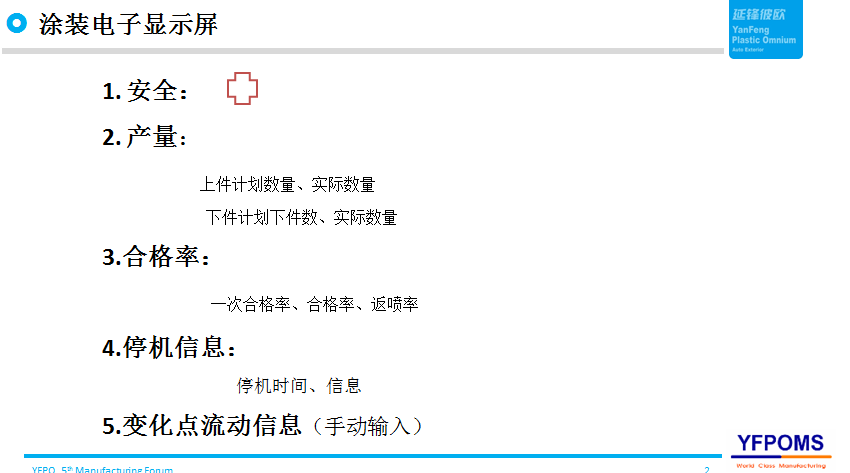 涂装电子显示屏
延锋彼欧
YanFeng
Plastic Omnium
Auto Exterior
1. 安全：
2. 产量：
上件计划数量、实际数量
下件计划下件数、实际数量
3.合格率：
一次合格率、合格率、返喷率
4.停机信息：
停机时间、信息
5.变化点流动信息（手动输入）
YFPOMS
World Class Manufacturing
YFPO 5th Manufacturing Forum
2